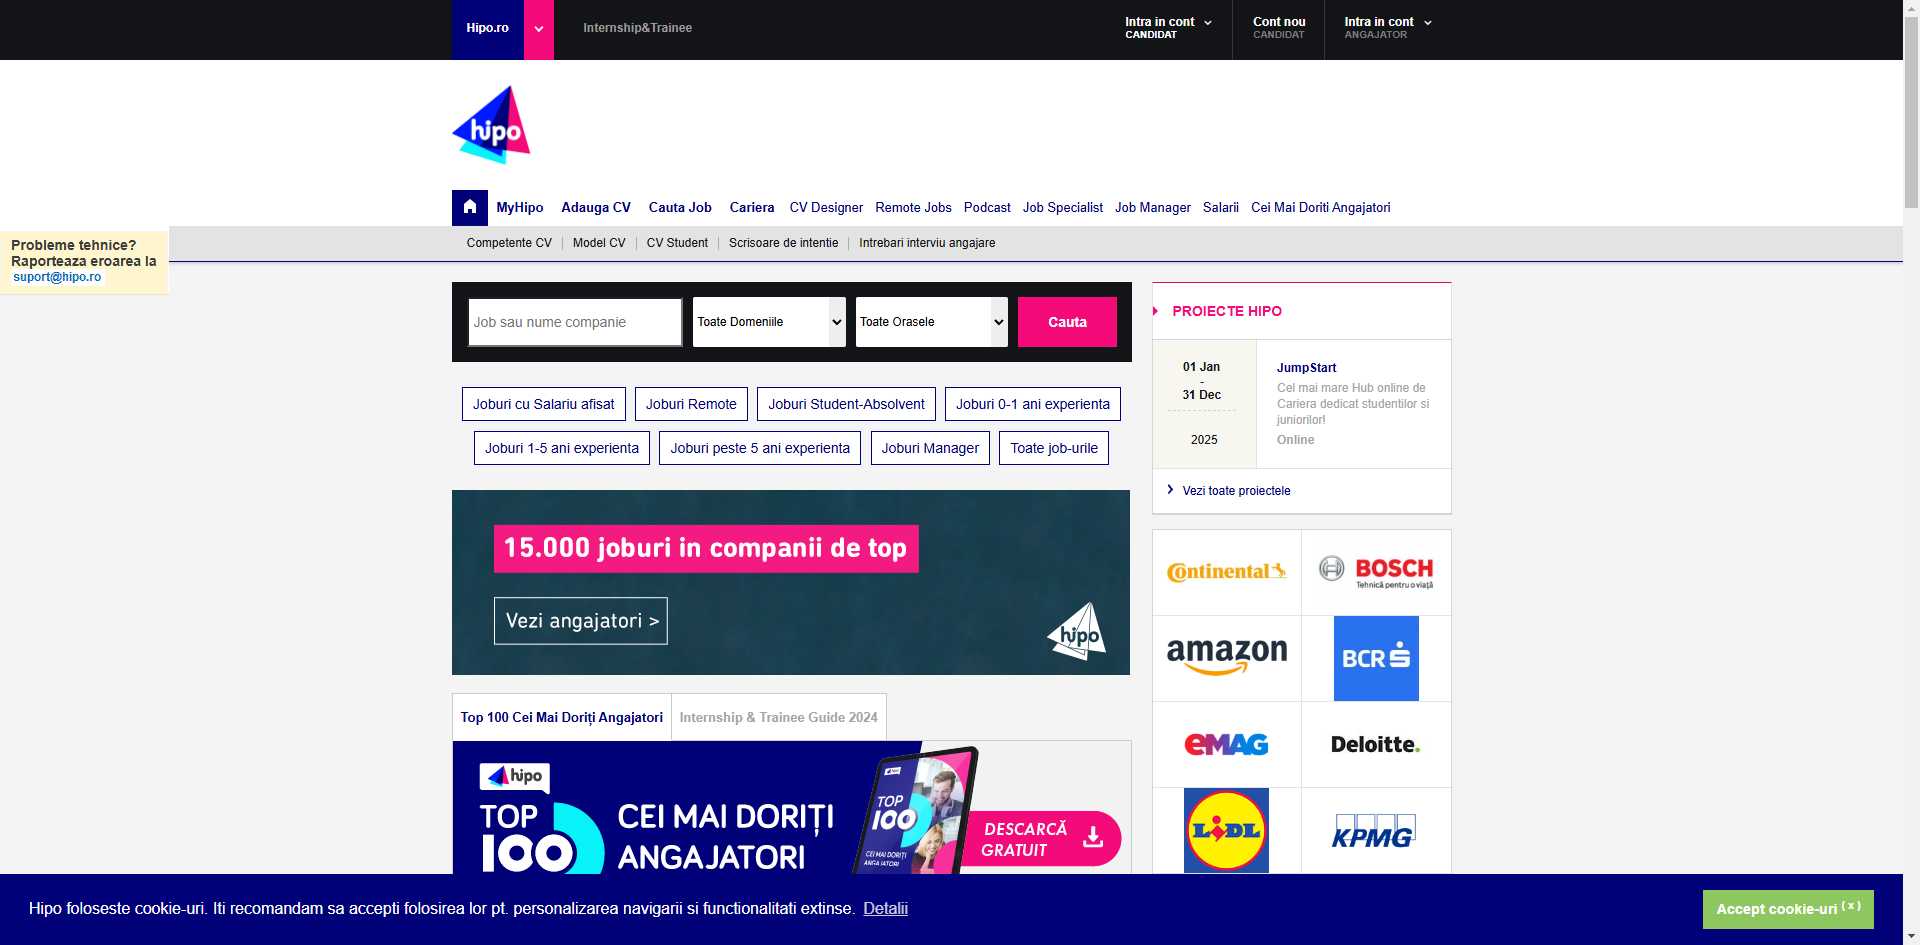 Hipo.ro
Internship&Trainee
Intra in cont
CANDIDAT
Cont nou
CANDIDAT
Intra in cont
ANGAJATOR
hipo
MyHipo
Adauga CV
Cauta Job
Cariera
CV Designer
Remote Jobs
Podcast
Job Specialist
Job Manager
Salarii
Cei Mai Doriti Angajatori
Competente CV
Model CV
CV Student
Scrisoare de intentie
Intrebari interviu angajare
Probleme tehnice?
Raporteaza eroarea la
suport@hipo.ro
Job sau nume companie
Toate Domeniile
Toate Orasele
Cauta
Joburi cu Salariu afisat
Joburi Remote
Joburi Student-Absolvent
Joburi 0-1 ani experienta
Joburi 1-5 ani experienta
Joburi peste 5 ani experienta
Joburi Manager
Toate job-urile
15.000 joburi in companii de top
Vezi angajatori >
hipo
Top 100 Cei Mai Doriți Angajatori
Internship & Trainee Guide 2024
hipo
TOP
100
CEI MAI DORIȚI
ANGAJATORI
TOP
100
CEI MAI DORIȚI
ANGAJATORI
DESCARCĂ
GRATUIT
PROIECTE HIPO
01 Jan
-
31 Dec
2025
JumpStart
Cel mai mare Hub online de
Cariera dedicat studentilor si
juniorilor!
Online
Vezi toate proiectele
Continental
BOSCH
Tehnică pentru o viață
amazon
BCR
eMAG
Deloitte.
LIDL
KPMG
Hipo foloseste cookie-uri. Iti recomandam sa accepti folosirea lor pt. personalizarea navigarii si functionalitati extinse. Detalii
Accept cookie-uri ( x )